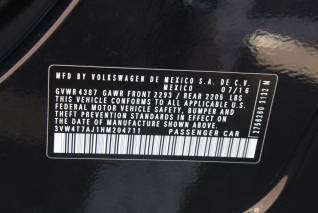 MFD BY VOLKSWAGEN DE MEXICO S.A. DE C.V.
MEXICO 07/16
GVWR 4387 GAWR FRONT 2293 / REAR 2205 LBS
THIS VEHICLE CONFORMS TO ALL APPLICABLE
FEDERAL MOTOR VEHICLE SAFETY, BUMPER AND
THEFT PREVENTION STANDARDS IN EFFECT ON
THE DATE OF MANUFACTURE SHOWN ABOVE.
3VW4T7AJ1HM204711 PASSENGER CAR
2758200 3132 M